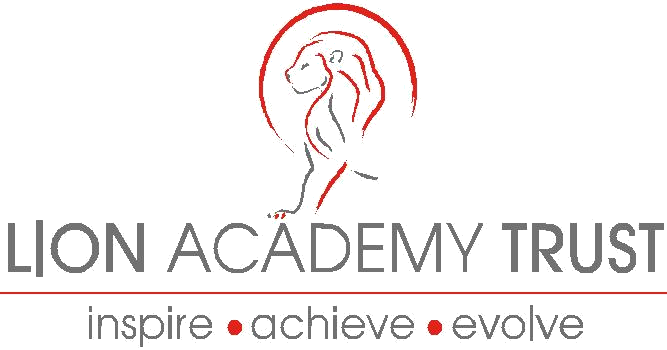 LION ACADEMY TRUST
inspire • achieve • evolve